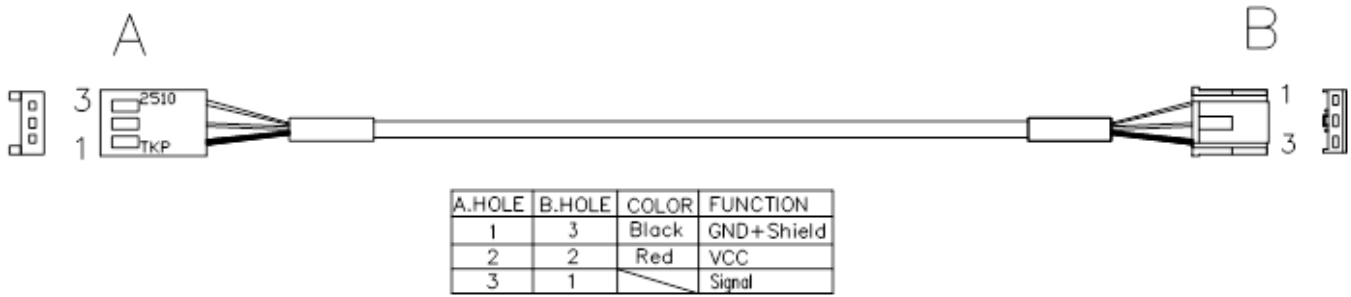 A
B
3
2510
1
TKP
1
3
A.HOLE B.HOLE COLOR FUNCTION
1 3 Black GND+Shield
2 2 Red VCC
3 1 Signal